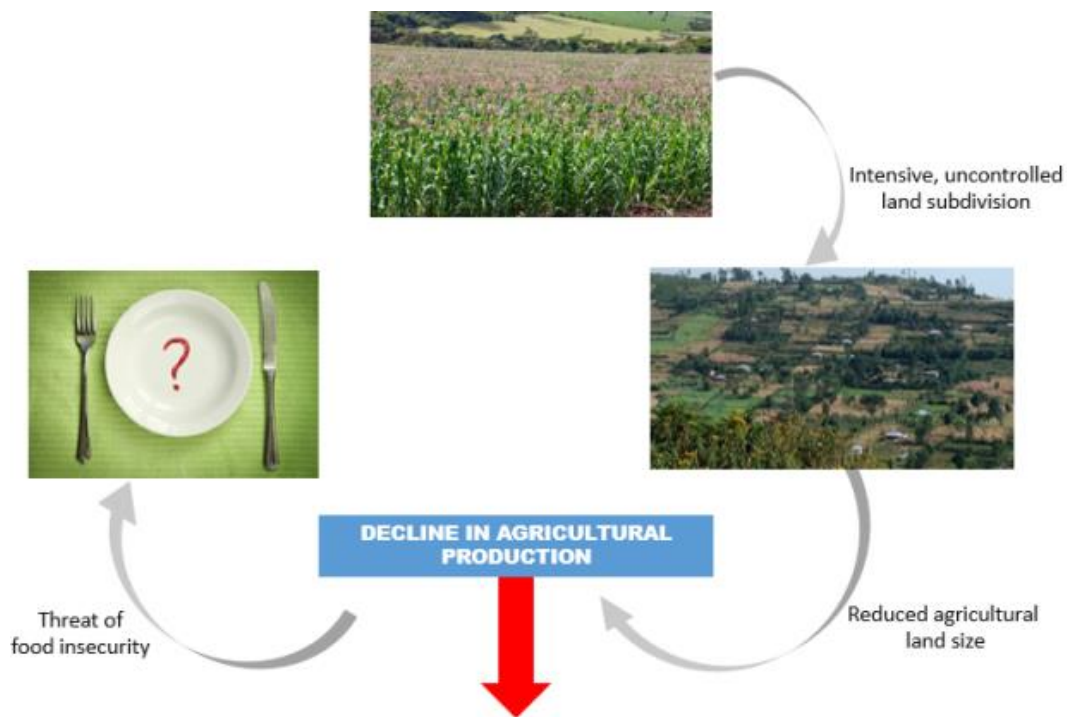 Intensive, uncontrolled
land subdivision
?
DECLINE IN AGRICULTURAL
PRODUCTION
Threat of
food insecurity
Reduced agricultural
land size